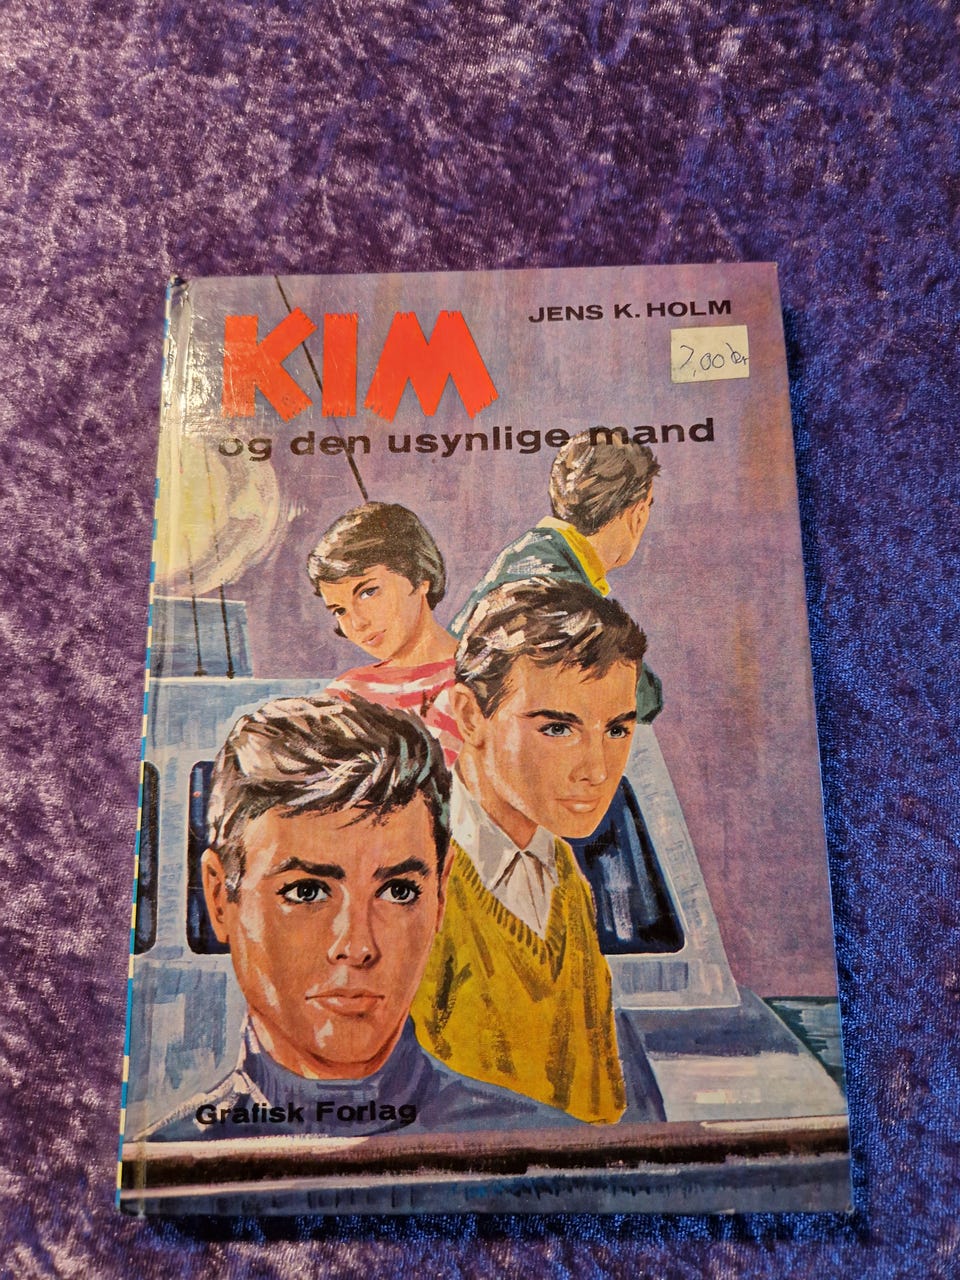 JENS K. HOLM
KIM
7,00 kr
og den usynlige mand
Grafisk Forlag